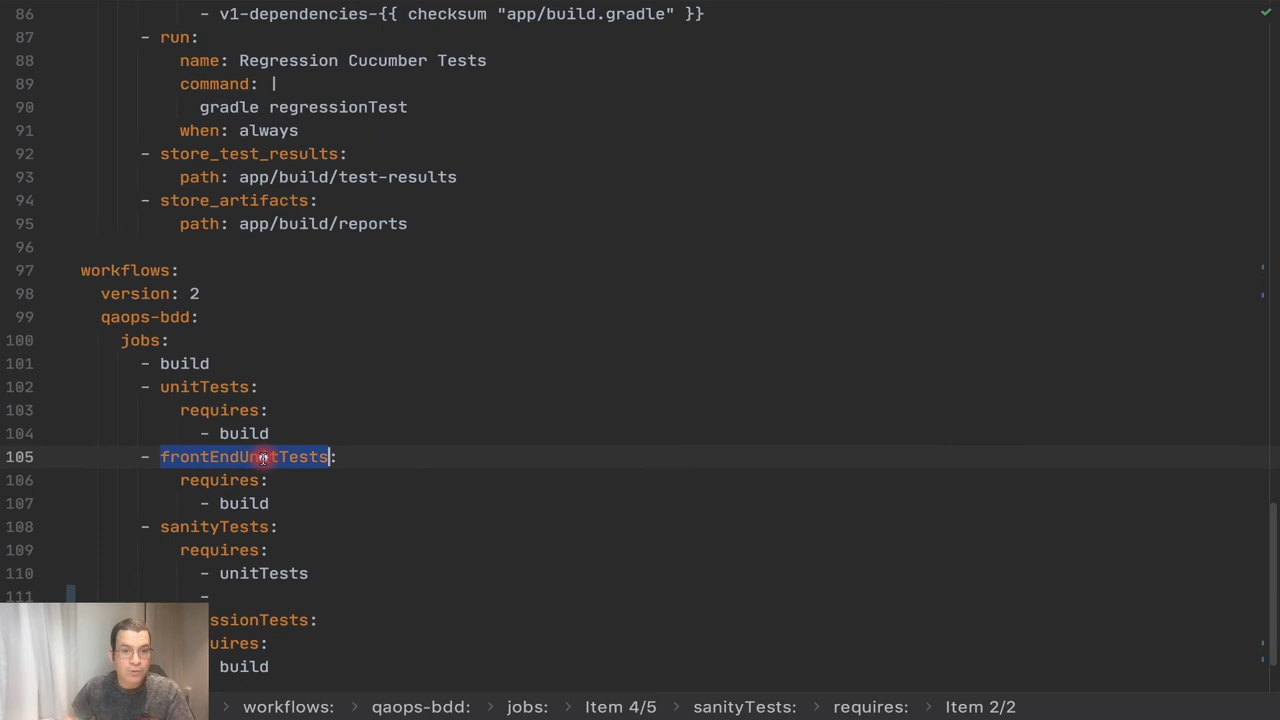 86 - v1-dependencies-{{ checksum "app/build.gradle" }}
87 - run:
88 name: Regression Cucumber Tests
89 command: |
90 gradle regressionTest
91 when: always
92 - store_test_results:
93 path: app/build/test-results
94 - store_artifacts:
95 path: app/build/reports
96
97 workflows:
98 version: 2
99 qaops-bdd:
100 jobs:
101 - build
102 - unitTests:
103 requires:
104 - build
105 - frontEndUnitTests:
106 requires:
107 - build
108 - sanityTests:
109 requires:
110 - unitTests
111 -
ssionTests:
uires:
build
workflows: qaops-bdd: jobs: Item 4/5 sanityTests: requires: Item 2/2